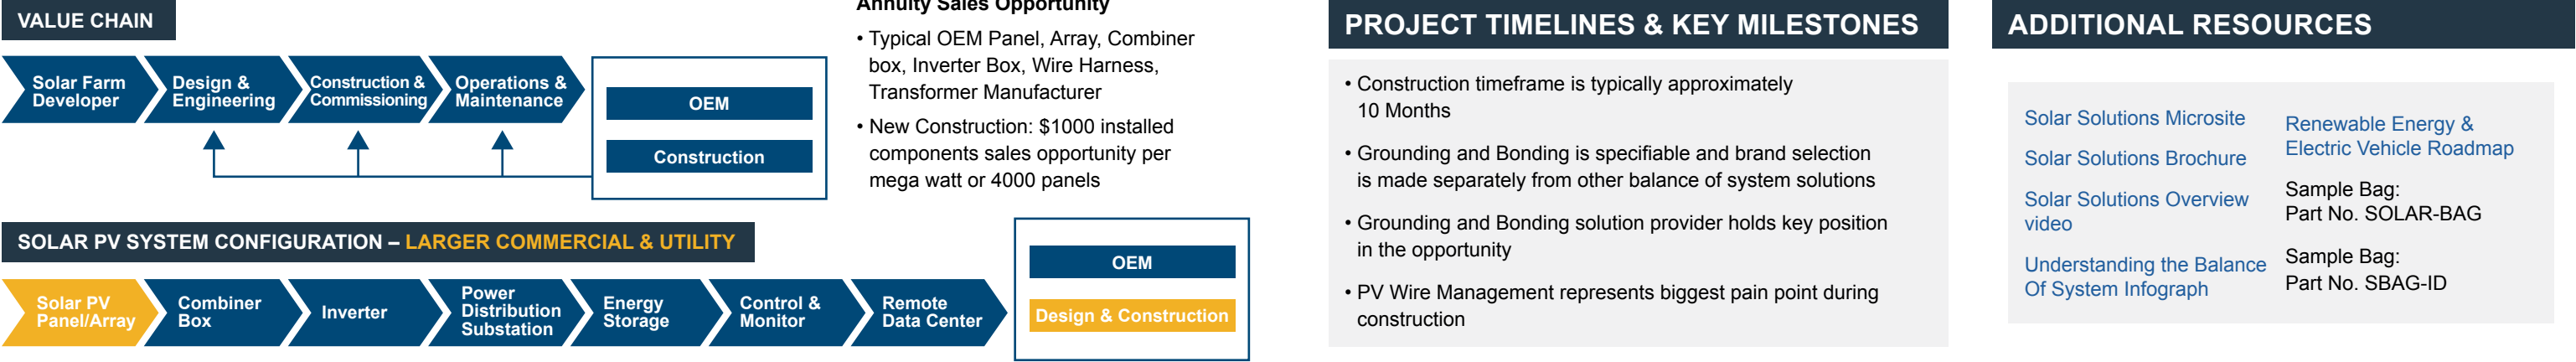 VALUE CHAIN
Solar Farm
Developer
Design &
Engineering
Construction &
Commissioning
Operations &
Maintenance
OEM
Construction
Annuity Sales Opportunity
• Typical OEM Panel, Array, Combiner
box, Inverter Box, Wire Harness,
Transformer Manufacturer
• New Construction: $1000 installed
components sales opportunity per
mega watt or 4000 panels
SOLAR PV SYSTEM CONFIGURATION – LARGER COMMERCIAL & UTILITY
Solar PV
Panel/Array
Combiner
Box
Inverter
Power
Distribution
Substation
Energy
Storage
Control &
Monitor
Remote
Data Center
OEM
Design & Construction
PROJECT TIMELINES & KEY MILESTONES
• Construction timeframe is typically approximately
10 Months
• Grounding and Bonding is specifiable and brand selection
is made separately from other balance of system solutions
• Grounding and Bonding solution provider holds key position
in the opportunity
• PV Wire Management represents biggest pain point during
construction
ADDITIONAL RESOURCES
Solar Solutions Microsite
Solar Solutions Brochure
Solar Solutions Overview
video
Understanding the Balance
Of System Infograph
Renewable Energy &
Electric Vehicle Roadmap
Sample Bag:
Part No. SOLAR-BAG
Sample Bag:
Part No. SBAG-ID